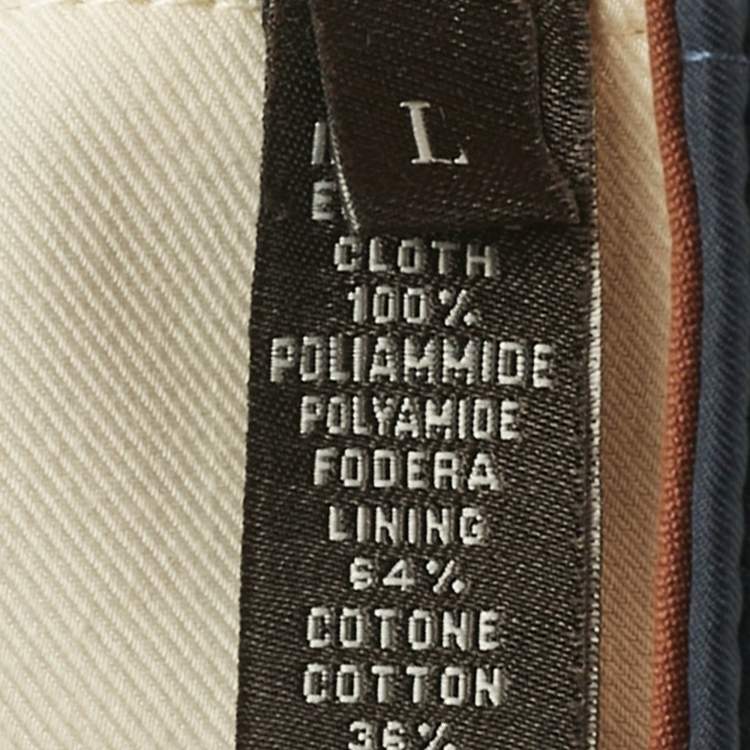 L
CLOTH
100%
POLIAMMIDE
POLYAMIDE
FODERA
LINING
64%
COTONE
COTTON
36%